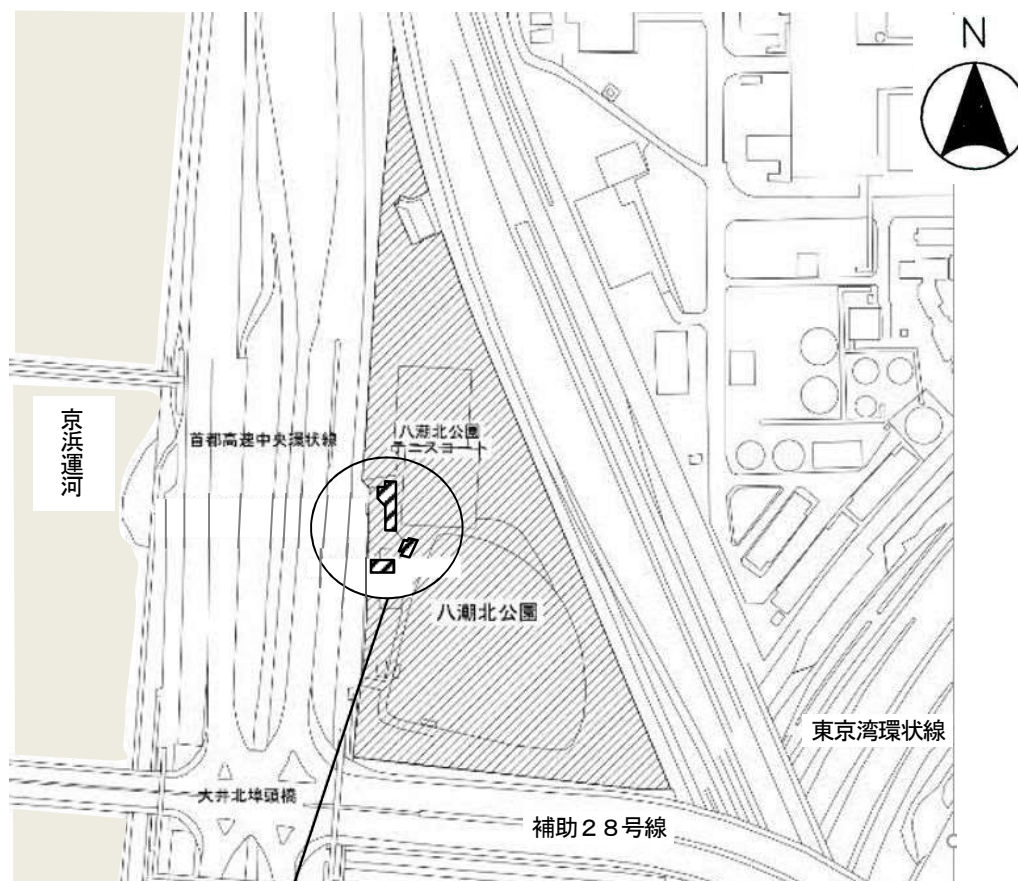 N
京浜運河
首都高速中央環状線
八潮北公園
テニスコート
八潮北公園
東京湾環状線
大井北埠頭橋
補助２８号線